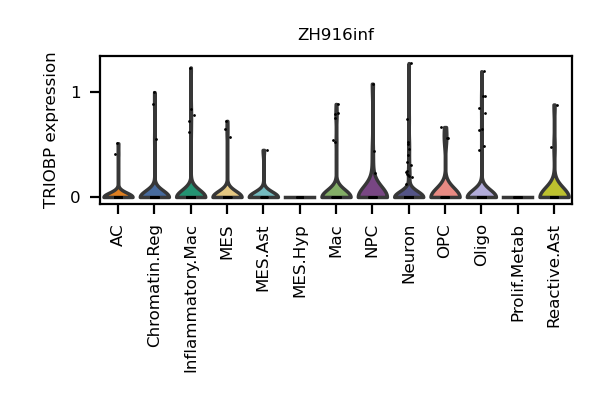 ZH916inf
TRIOBP expression
1
0
AC
Chromatin.Reg
Inflammatory.Mac
MES
MES.Ast
MES.Hyp
Mac
NPC
Neuron
OPC
Oligo
Prolif.Metab
Reactive.Ast